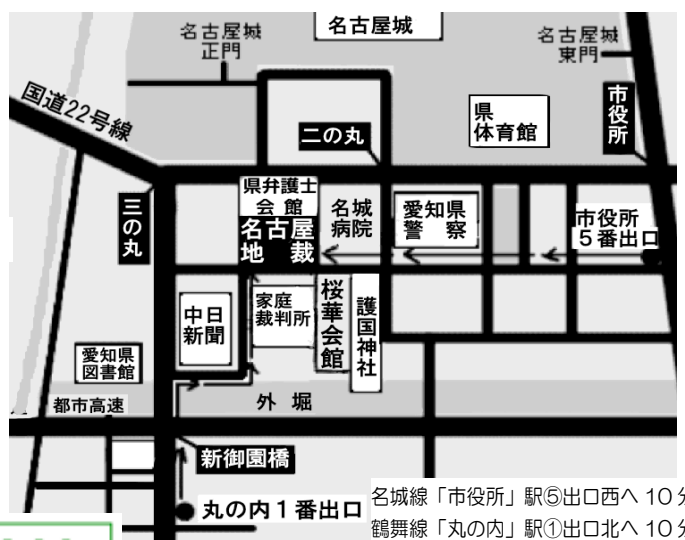 名古屋城
正門
名古屋城
名古屋城
東門
国道22号線
市役所
県
体育館
二の丸
三の丸
県弁護士
会館
名古屋
地裁
名城
病院
愛知県
警察
市役所
5番出口
中日
新聞
家庭
裁判所
桜華会館
護国神社
愛知県
図書館
都市高速
外堀
新御園橋
丸の内1番出口
名城線「市役所」駅⑤出口西へ10分
鶴舞線「丸の内」駅①出口北へ10分